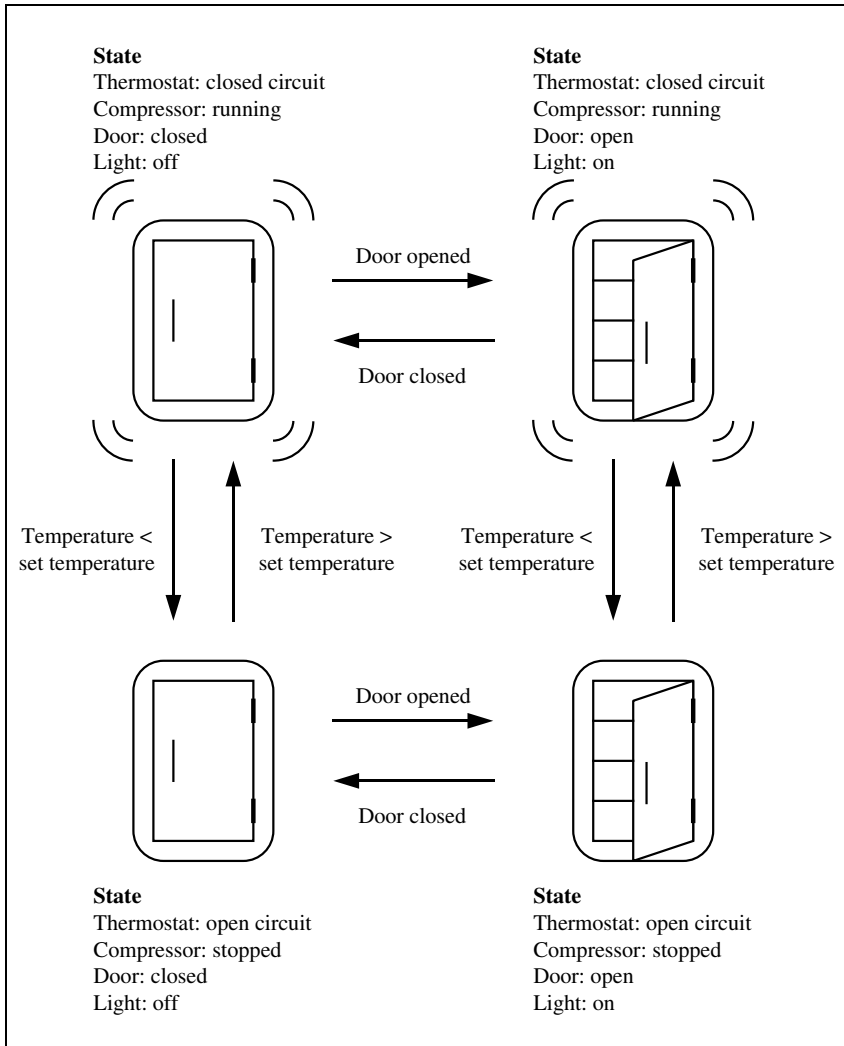 State
Thermostat: closed circuit
Compressor: running
Door: closed
Light: off
State
Thermostat: closed circuit
Compressor: running
Door: open
Light: on
Door opened
Door closed
Temperature <
set temperature
Temperature >
set temperature
Temperature <
set temperature
Temperature >
set temperature
Door opened
Door closed
State
Thermostat: open circuit
Compressor: stopped
Door: closed
Light: off
State
Thermostat: open circuit
Compressor: stopped
Door: open
Light: on